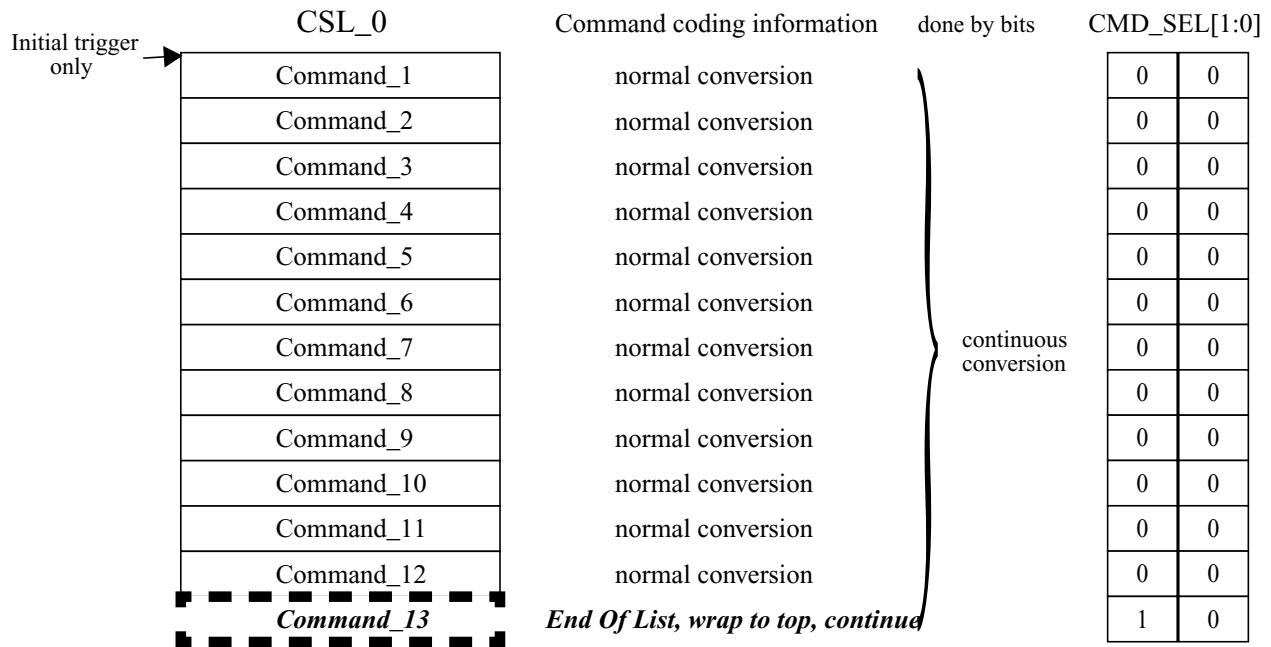 CSL_0 Command coding information done by bits CMD_SEL[1:0]
Initial trigger
only
Command_1 normal conversion 0 0
Command_2 normal conversion 0 0
Command_3 normal conversion 0 0
Command_4 normal conversion 0 0
Command_5 normal conversion 0 0
Command_6 normal conversion 0 0
Command_7 normal conversion 0 0
continuous
conversion
Command_8 normal conversion 0 0
Command_9 normal conversion 0 0
Command_10 normal conversion 0 0
Command_11 normal conversion 0 0
Command_12 normal conversion 0 0
Command_13 End Of List, wrap to top, continue 1 0